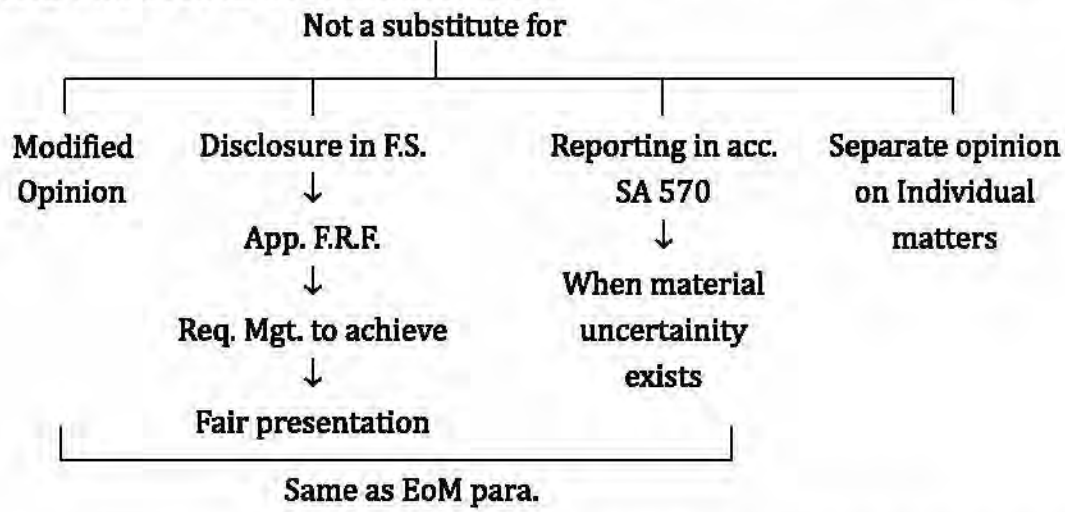 Not a substitute for
Modified
Opinion
Disclosure in F.S.
↓
App. F.R.F.
↓
Req. Mgt. to achieve
↓
Fair presentation
Reporting in acc.
SA 570
↓
When material
uncertainity
exists
Separate opinion
on Individual
matters
Same as EoM para.